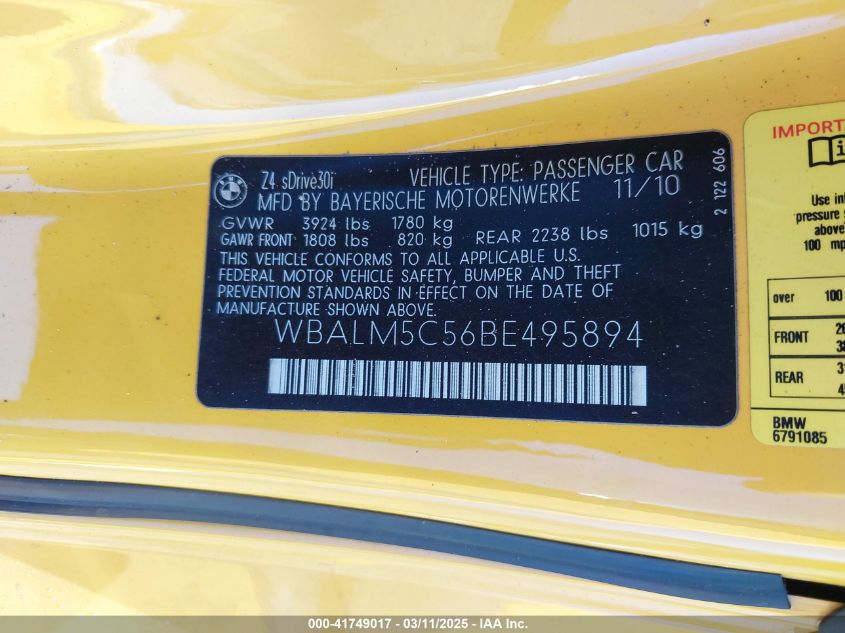 Z4 sDrive30i VEHICLE TYPE: PASSENGER CAR
MFD BY BAYERISCHE MOTORENWERKE 11/10
GVWR 3924 lbs 1780 kg
GAWR FRONT 1808 lbs 820 kg REAR 2238 lbs 1015 kg
THIS VEHICLE CONFORMS TO ALL APPLICABLE U.S.
FEDERAL MOTOR VEHICLE SAFETY, BUMPER AND THEFT
PREVENTION STANDARDS IN EFFECT ON THE DATE OF
MANUFACTURE SHOWN ABOVE.
WBALM5C56BE495894
2 122 606
Use
pressure
above
100
over 100
FRONT
REAR
BMW
6791085
000-41749017 - 03/11/2025 - IAA Inc.